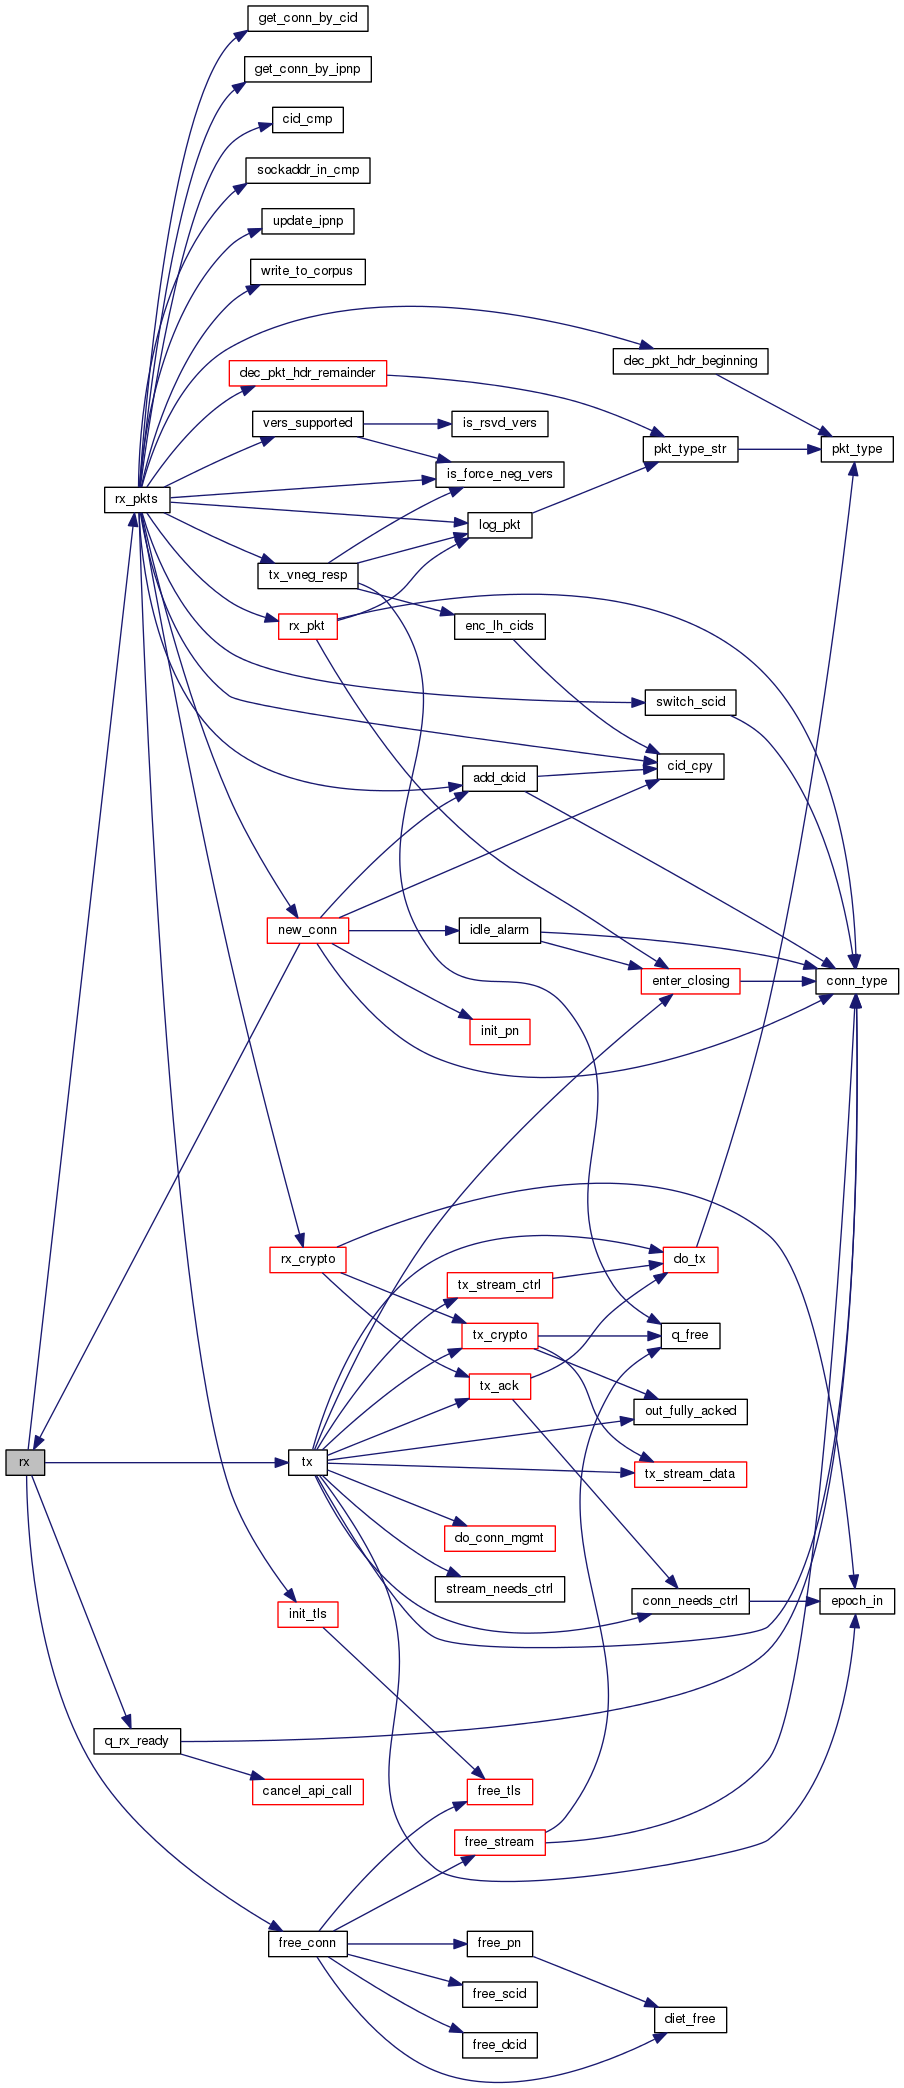 get_conn_by_cid
get_conn_by_ipnp
cid_cmp
sockaddr_in_cmp
update_ipnp
write_to_corpus
dec_pkt_hdr_beginning
dec_pkt_hdr_remainder
vers_supported
is_rsvd_vers
pkt_type_str
pkt_type
is_force_neg_vers
rx_pkts
log_pkt
tx_vneg_resp
rx_pkt
enc_lh_cids
switch_scid
cid_cpy
add_dcid
new_conn
idle_alarm
enter_closing
conn_type
init_pn
rx_crypto
do_tx
tx_stream_ctrl
tx_crypto
q_free
tx_ack
out_fully_acked
rx
tx
tx_stream_data
do_conn_mgmt
stream_needs_ctrl
conn_needs_ctrl
epoch_in
init_tls
q_rx_ready
cancel_api_call
free_tls
free_stream
free_conn
free_pn
free_scid
diet_free
free_dcid